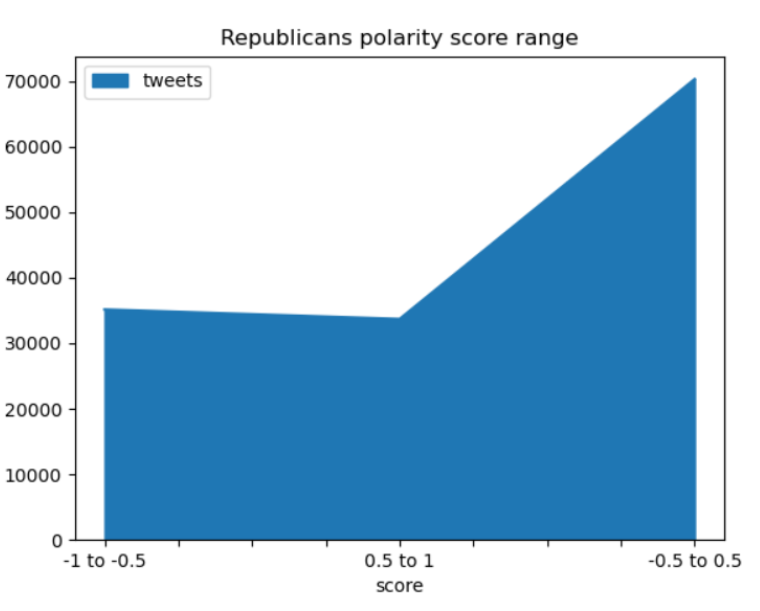 Republicans polarity score range
tweets
70000
60000
50000
40000
30000
20000
10000
0
-1 to -0.5 0.5 to 1 -0.5 to 0.5
score